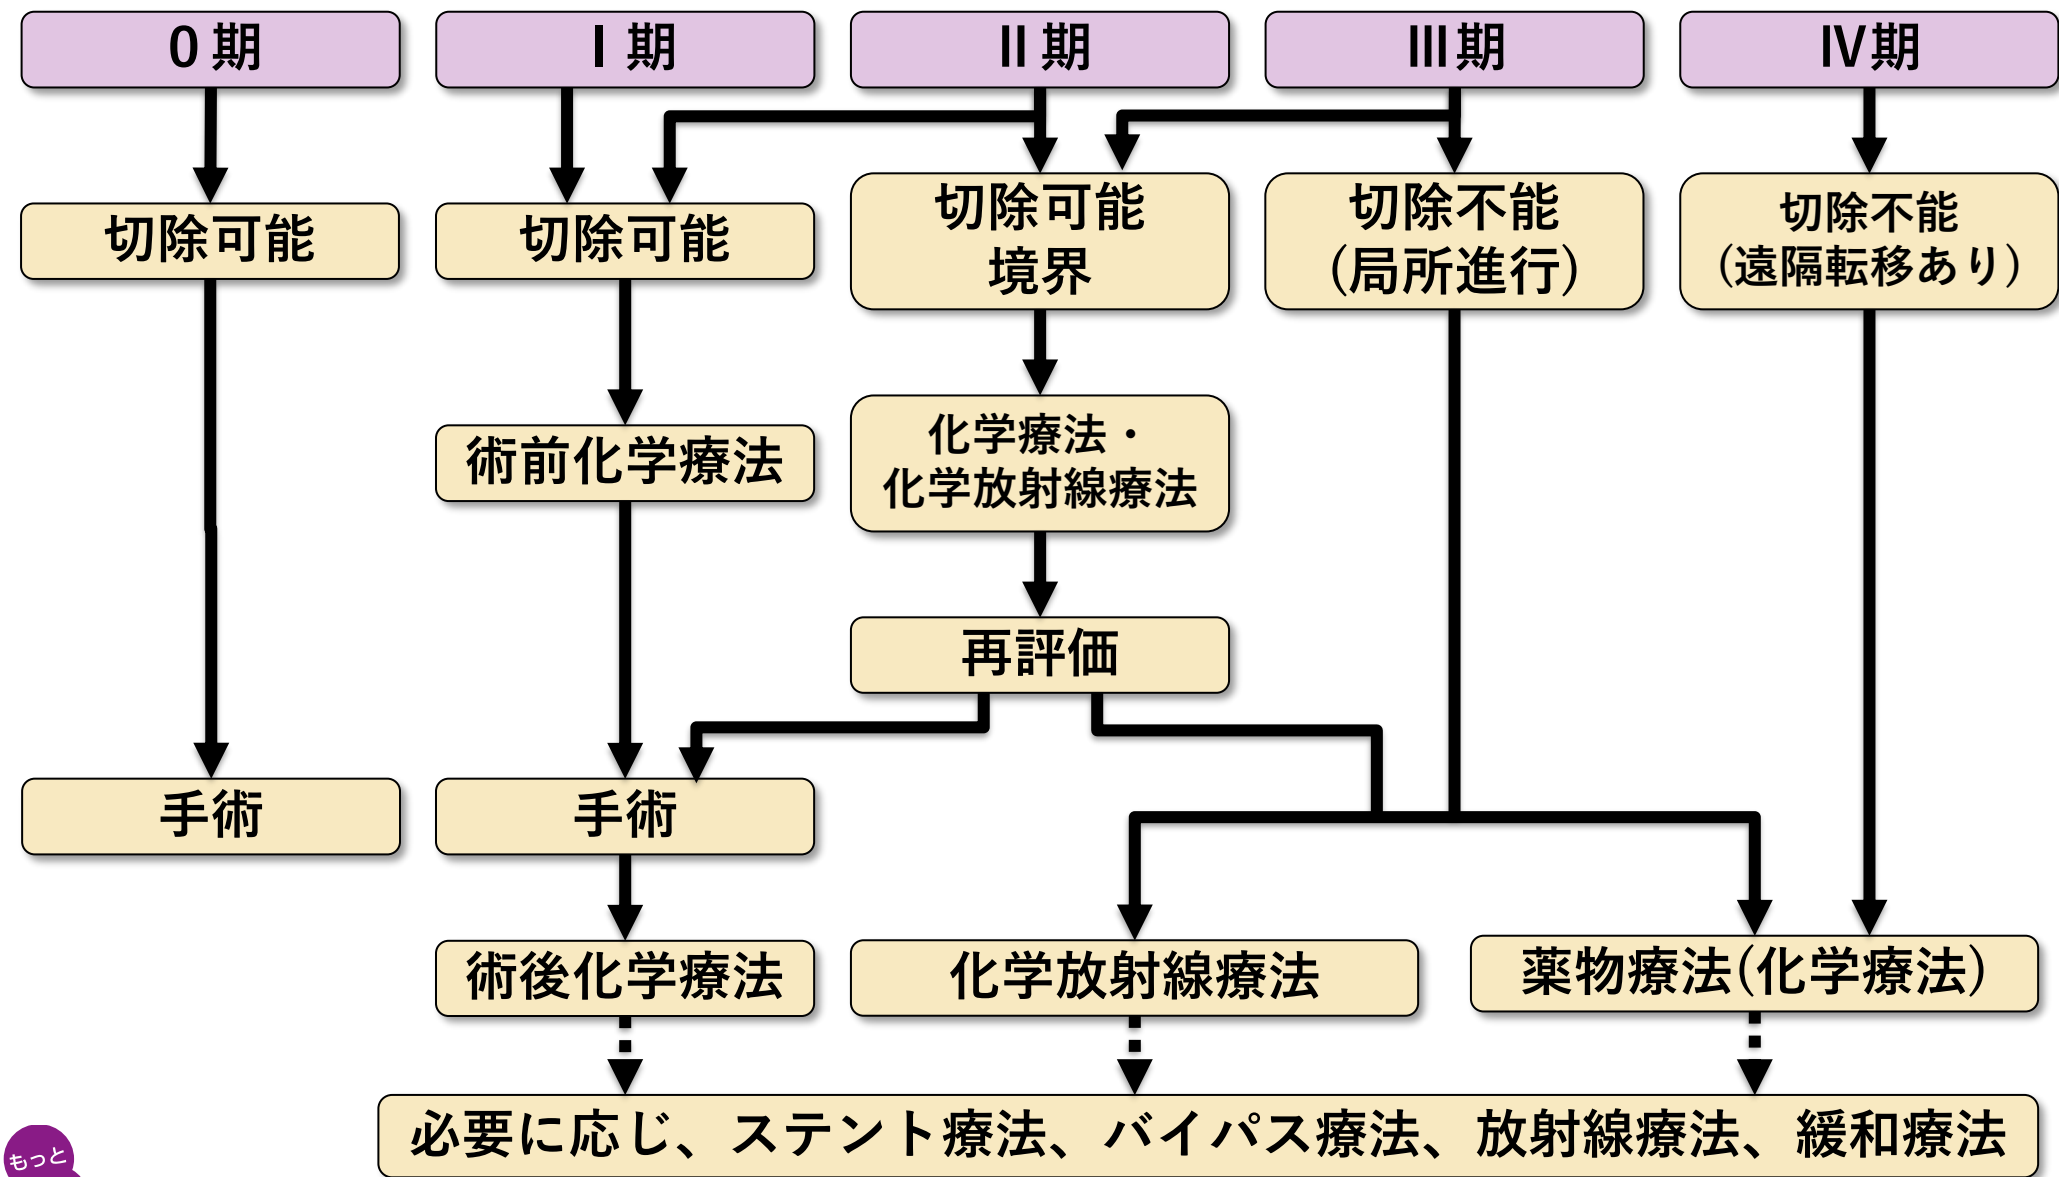 0期
Ⅰ期
Ⅱ期
Ⅲ期
Ⅳ期
切除可能
切除可能
切除可能
境界
切除不能
(局所進行)
切除不能
(遠隔転移あり)
術前化学療法
化学療法・
化学放射線療法
再評価
手術
手術
術後化学療法
化学放射線療法
薬物療法(化学療法)
必要に応じ、ステント療法、バイパス療法、放射線療法、緩和療法
もっと